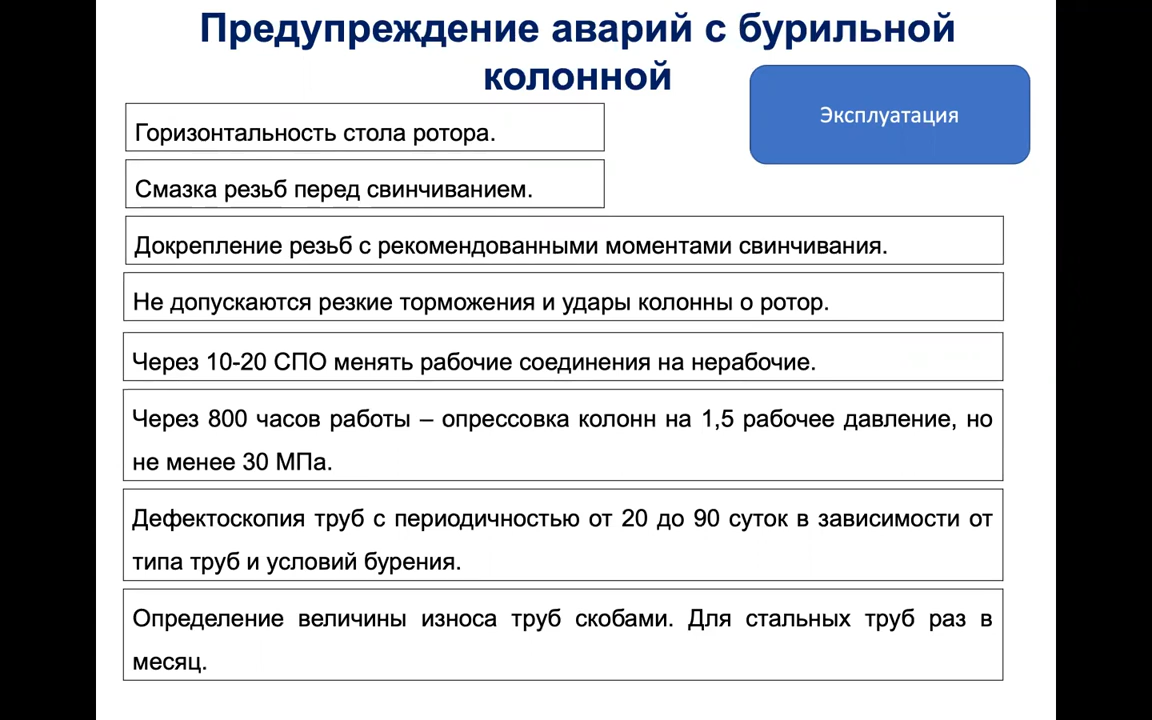 Предупреждение аварий с бурильной
колонной
Эксплуатация
Горизонтальность стола ротора.
Смазка резьб перед свинчиванием.
Докрепление резьб с рекомендованными моментами свинчивания.
Не допускаются резкие торможения и удары колонны о ротор.
Через 10-20 СПО менять рабочие соединения на нерабочие.
Через 800 часов работы – опрессовка колонн на 1,5 рабочее давление, но
не менее 30 МПа.
Дефектоскопия труб с периодичностью от 20 до 90 суток в зависимости от
типа труб и условий бурения.
Определение величины износа труб скобами. Для стальных труб раз в
месяц.